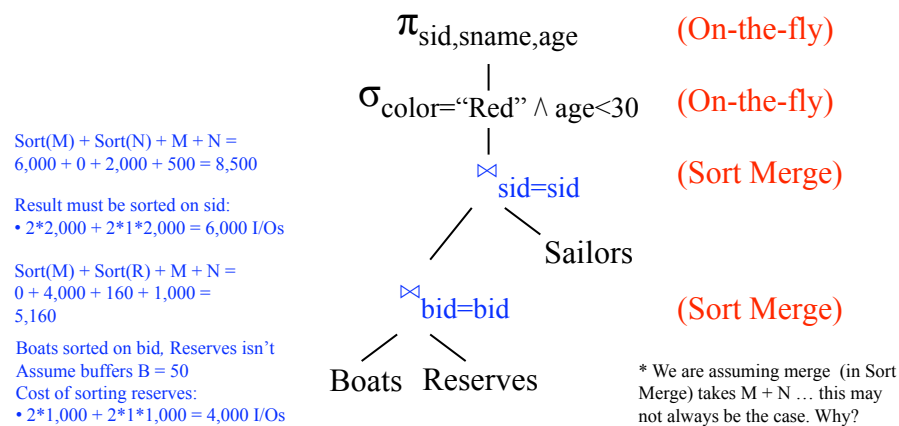 π sid,sname,age
(On-the-fly)
σ color=“Red” ∧ age<30
(On-the-fly)
Sort(M) + Sort(N) + M + N =
6,000 + 0 + 2,000 + 500 = 8,500
⋈ sid=sid
(Sort Merge)
Result must be sorted on sid:
• 2*2,000 + 2*1*2,000 = 6,000 I/Os
Sailors
Sort(M) + Sort(R) + M + N =
0 + 4,000 + 160 + 1,000 =
5,160
⋈ bid=bid
(Sort Merge)
Boats sorted on bid, Reserves isn’t
Assume buffers B = 50
Cost of sorting reserves:
• 2*1,000 + 2*1*1,000 = 4,000 I/Os
Boats
Reserves
* We are assuming merge (in Sort
Merge) takes M + N … this may
not always be the case. Why?